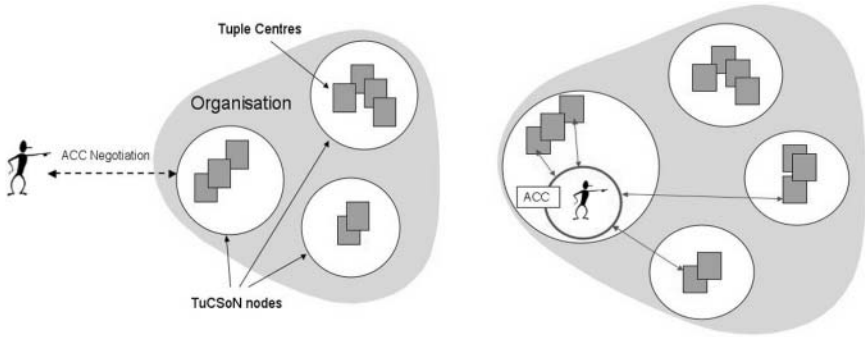 Tuple Centres
Organisation
ACC Negotiation
ACC
TuCSoN nodes